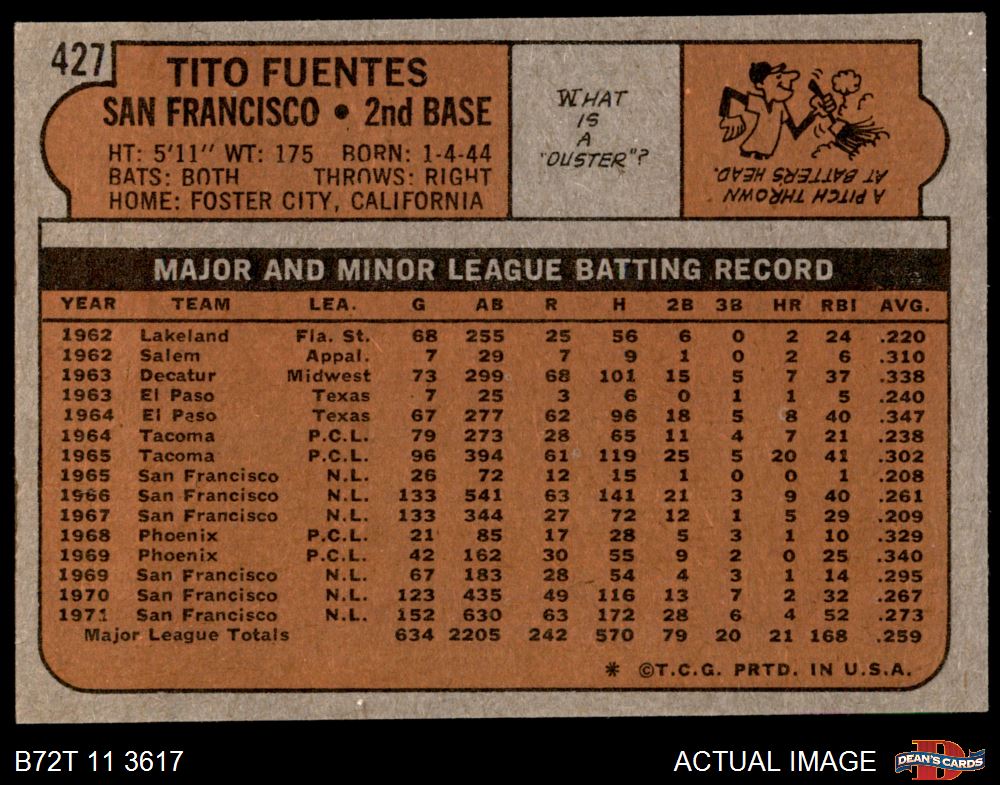 427
TITO FUENTES
SAN FRANCISCO • 2nd BASE
HT: 5'11" WT: 175 BORN: 1-4-44
BATS: BOTH THROWS: RIGHT
HOME: FOSTER CITY, CALIFORNIA
WHAT
IS
A
"OUSTER"?
A PITCH THROWN
AT BATTERS HEAD.
MAJOR AND MINOR LEAGUE BATTING RECORD
YEAR TEAM LEA. G AB R H 2B 3B HR RBI AVG.
1962 Lakeland Fla. St. 68 255 25 56 6 0 2 24 .220
1962 Salem Appal. 7 29 7 9 1 0 2 6 .310
1963 Decatur Midwest 73 299 68 101 15 5 7 37 .338
1963 El Paso Texas 7 25 3 6 0 1 1 5 .240
1964 El Paso Texas 67 277 62 96 18 5 8 40 .347
1964 Tacoma P.C.L. 79 273 28 65 11 4 7 21 .238
1965 Tacoma P.C.L. 96 394 61 119 25 5 20 41 .302
1965 San Francisco N.L. 26 72 12 15 1 0 0 1 .208
1966 San Francisco N.L. 133 541 63 141 21 3 9 40 .261
1967 San Francisco N.L. 133 344 27 72 12 1 5 29 .209
1968 Phoenix P.C.L. 21 85 17 28 5 3 1 10 .329
1969 Phoenix P.C.L. 42 162 30 55 9 2 0 25 .340
1969 San Francisco N.L. 67 183 28 54 4 3 1 14 .295
1970 San Francisco N.L. 123 435 49 116 13 7 2 32 .267
1971 San Francisco N.L. 152 630 63 172 28 6 4 52 .273
Major League Totals 634 2205 242 570 79 20 21 168 .259
* ©T.C.G. PRTD. IN U.S.A.
B72T 11 3617
ACTUAL IMAGE
DEAN'S CARDS